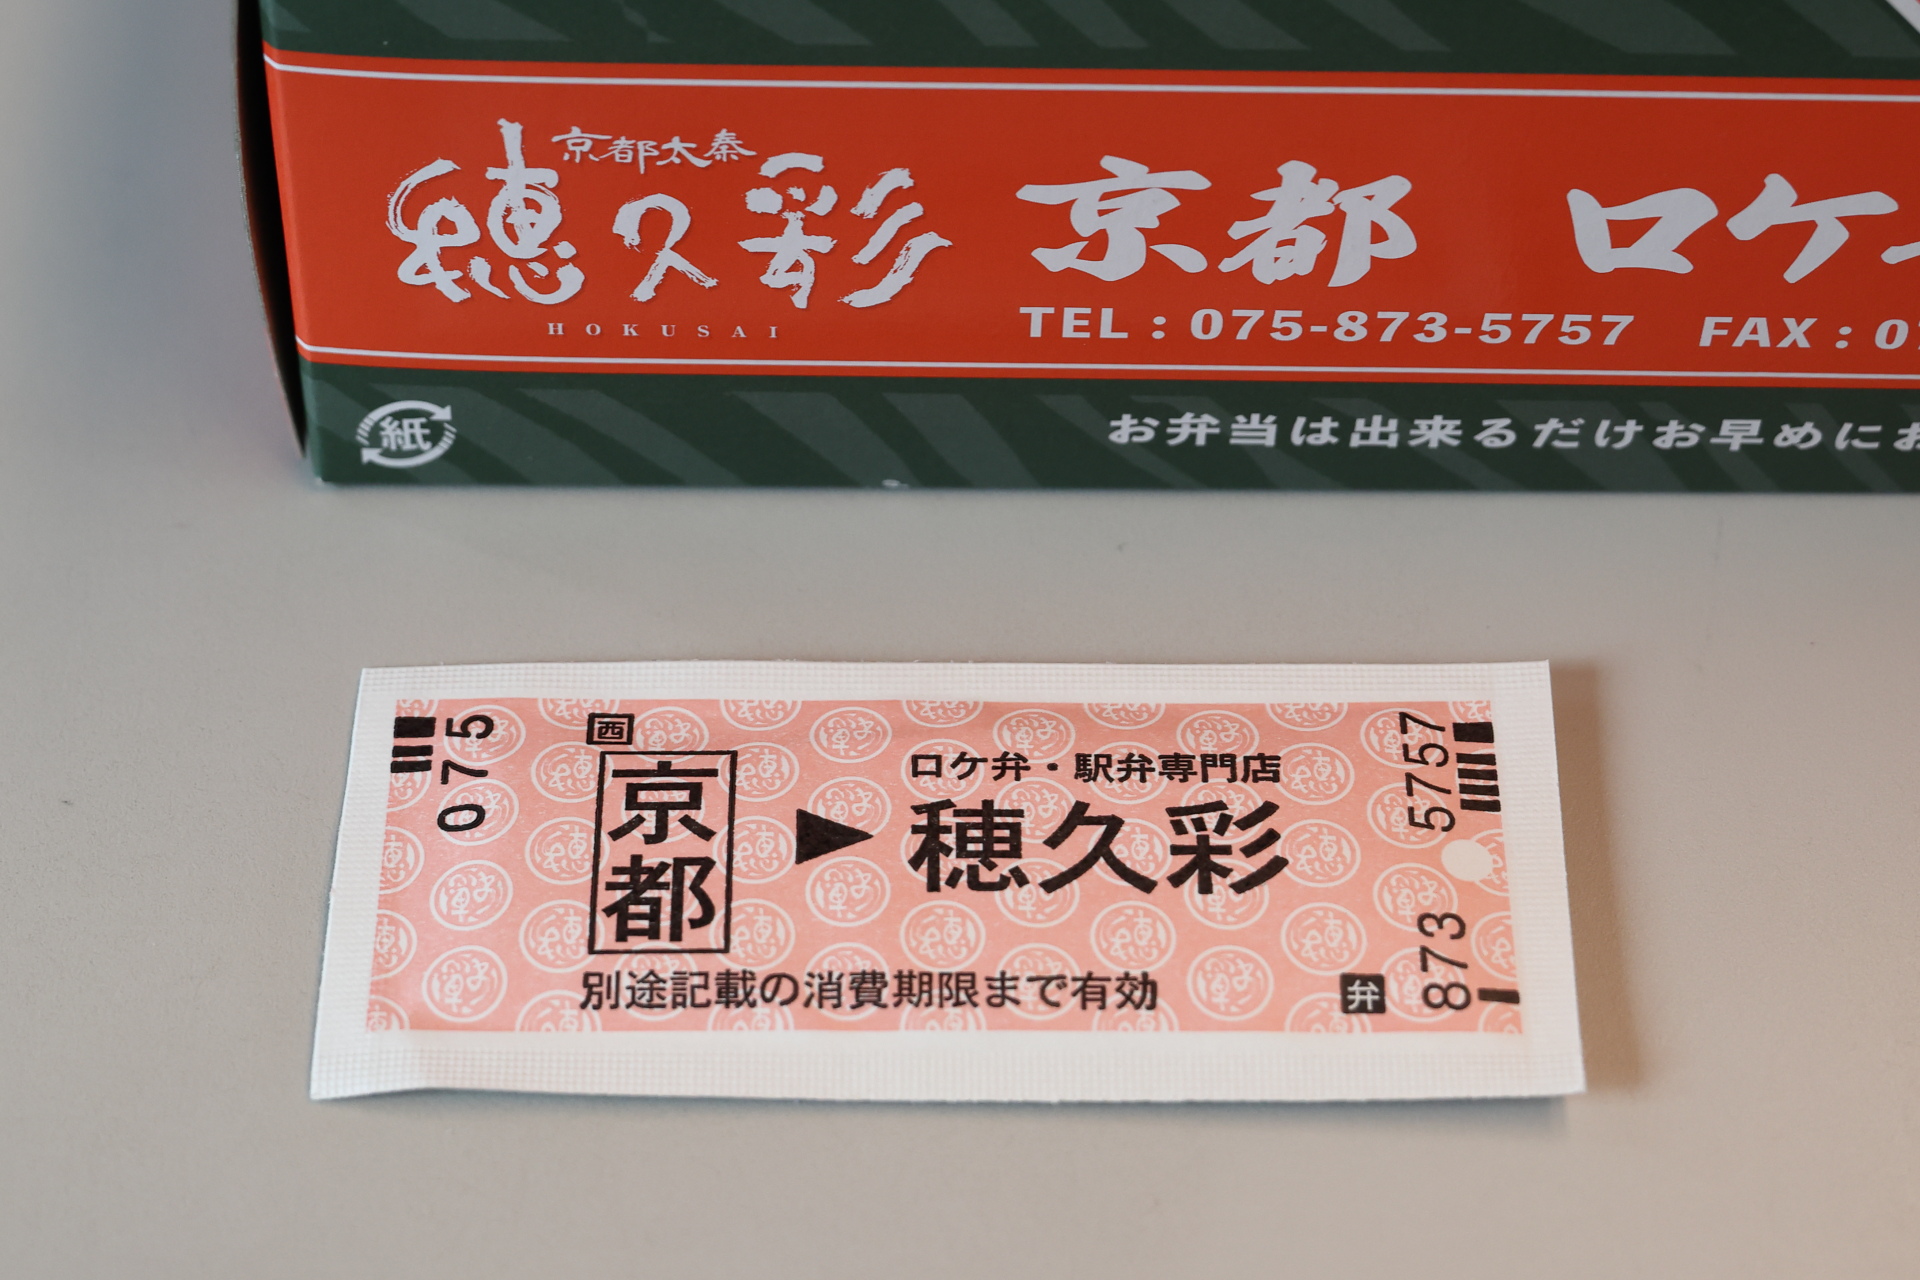 京都太秦
穂久彩
HOKUSAI
京都 ロケ
TEL:075-873-5757 FAX:0
紙
お弁当は出来るだけお早めにお
075
西
京都
▶
ロケ弁・駅弁専門店
穂久彩
別途記載の消費期限まで有効
弁
873 5757